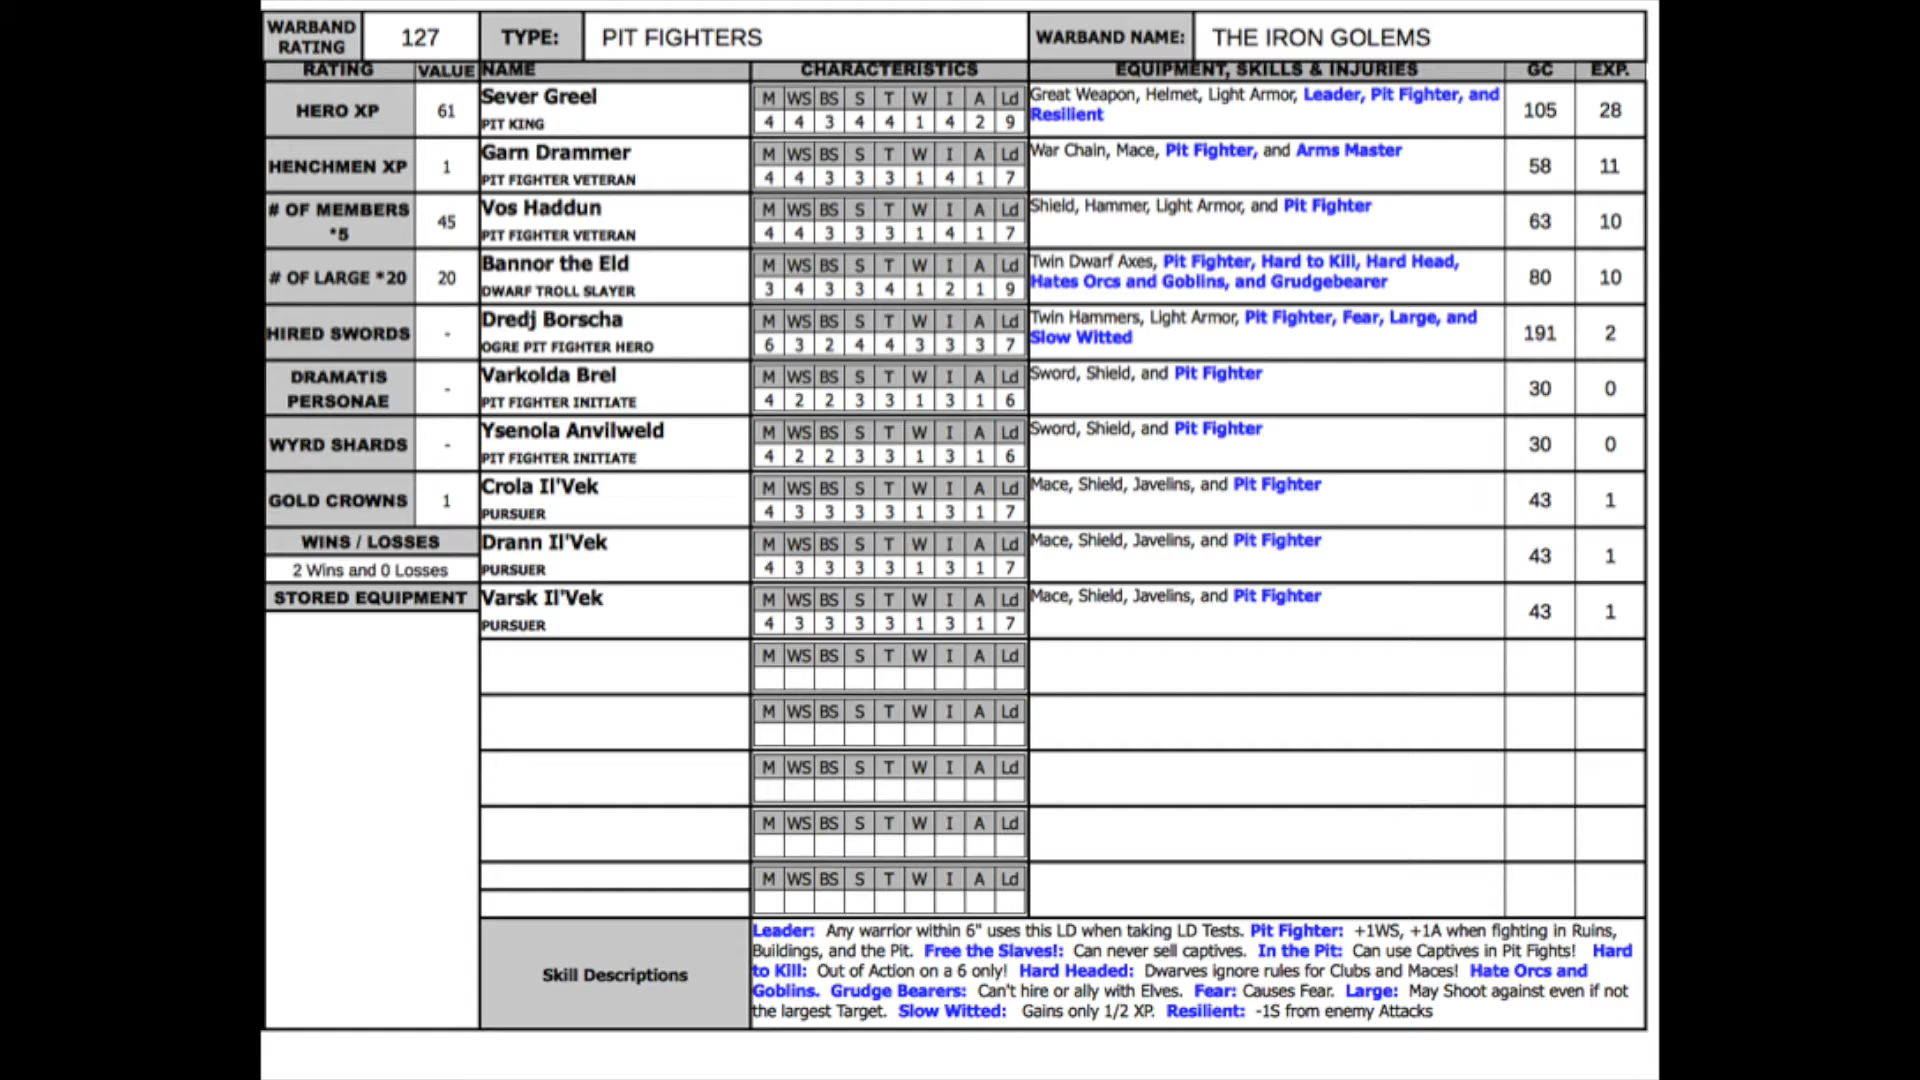 WARBAND RATING 127 TYPE: PIT FIGHTERS WARBAND NAME: THE IRON GOLEMS
RATING VALUE NAME CHARACTERISTICS EQUIPMENT, SKILLS & INJURIES GC EXP.
HERO XP 61
Sever Greel
PIT KING
M WS BS S T W I A Ld
4 4 3 4 4 1 4 2 9
Great Weapon, Helmet, Light Armor, Leader, Pit Fighter, and
Resilient
105 28
HENCHMEN XP 1
Garn Drammer
PIT FIGHTER VETERAN
M WS BS S T W I A Ld
4 4 3 3 3 1 4 1 7
War Chain, Mace, Pit Fighter, and Arms Master
58 11
# OF MEMBERS
*5
45
Vos Haddun
PIT FIGHTER VETERAN
M WS BS S T W I A Ld
4 4 3 3 3 1 4 1 7
Shield, Hammer, Light Armor, and Pit Fighter
63 10
# OF LARGE *20 20
Bannor the Eld
DWARF TROLL SLAYER
M WS BS S T W I A Ld
3 4 3 3 4 1 2 1 9
Twin Dwarf Axes, Pit Fighter, Hard to Kill, Hard Head,
Hates Orcs and Goblins, and Grudgebearer
80 10
HIRED SWORDS -
Dredj Borscha
OGRE PIT FIGHTER HERO
M WS BS S T W I A Ld
6 3 2 4 4 3 3 3 7
Twin Hammers, Light Armor, Pit Fighter, Fear, Large, and
Slow Witted
191 2
DRAMATIS
PERSONAE
-
Varkolda Brel
PIT FIGHTER INITIATE
M WS BS S T W I A Ld
4 2 2 3 3 1 3 1 6
Sword, Shield, and Pit Fighter
30 0
WYRD SHARDS -
Ysenola Anvilweld
PIT FIGHTER INITIATE
M WS BS S T W I A Ld
4 2 2 3 3 1 3 1 6
Sword, Shield, and Pit Fighter
30 0
GOLD CROWNS 1
Crola Il'Vek
PURSUER
M WS BS S T W I A Ld
4 3 3 3 3 1 3 1 7
Mace, Shield, Javelins, and Pit Fighter
43 1
WINS / LOSSES
2 Wins and 0 Losses
Drann Il'Vek
PURSUER
M WS BS S T W I A Ld
4 3 3 3 3 1 3 1 7
Mace, Shield, Javelins, and Pit Fighter
43 1
STORED EQUIPMENT
Varsk Il'Vek
PURSUER
M WS BS S T W I A Ld
4 3 3 3 3 1 3 1 7
Mace, Shield, Javelins, and Pit Fighter
43 1
M WS BS S T W I A Ld
M WS BS S T W I A Ld
M WS BS S T W I A Ld
M WS BS S T W I A Ld
M WS BS S T W I A Ld
Skill Descriptions
Leader: Any warrior within 6" uses this LD when taking LD Tests. Pit Fighter: +1WS, +1A when fighting in Ruins,
Buildings, and the Pit. Free the Slaves!: Can never sell captives. In the Pit: Can use Captives in Pit Fights! Hard
to Kill: Out of Action on a 6 only! Hard Headed: Dwarves ignore rules for Clubs and Maces! Hate Orcs and
Goblins. Grudge Bearers: Can't hire or ally with Elves. Fear: Causes Fear. Large: May Shoot against even if not
the largest Target. Slow Witted: Gains only 1/2 XP. Resilient: -1S from enemy Attacks